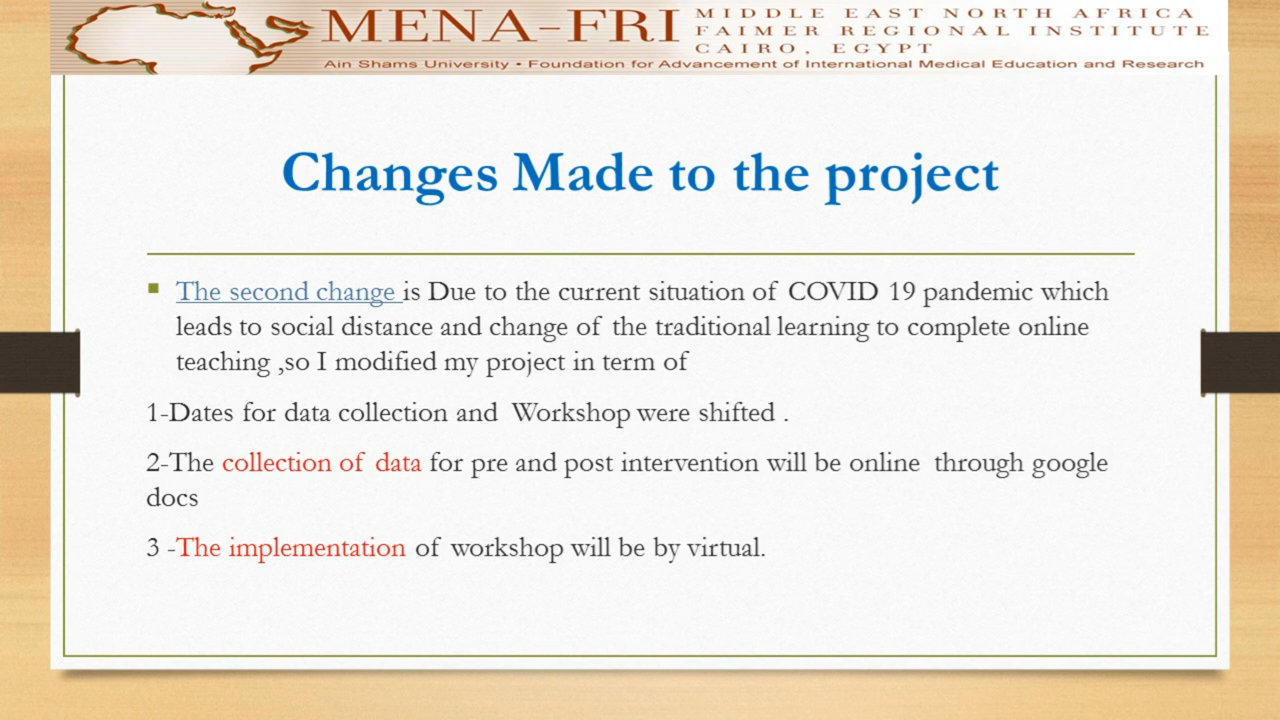 MENA-FRI
MIDDLE EAST NORTH AFRICA
FAIMER REGIONAL INSTITUTE
CAIRO, EGYPT
Ain Shams University • Foundation for Advancement of International Medical Education and Research
Changes Made to the project
▪ The second change is Due to the current situation of COVID 19 pandemic which
leads to social distance and change of the traditional learning to complete online
teaching ,so I modified my project in term of
1-Dates for data collection and Workshop were shifted .
2-The collection of data for pre and post intervention will be online through google
docs
3 -The implementation of workshop will be by virtual.